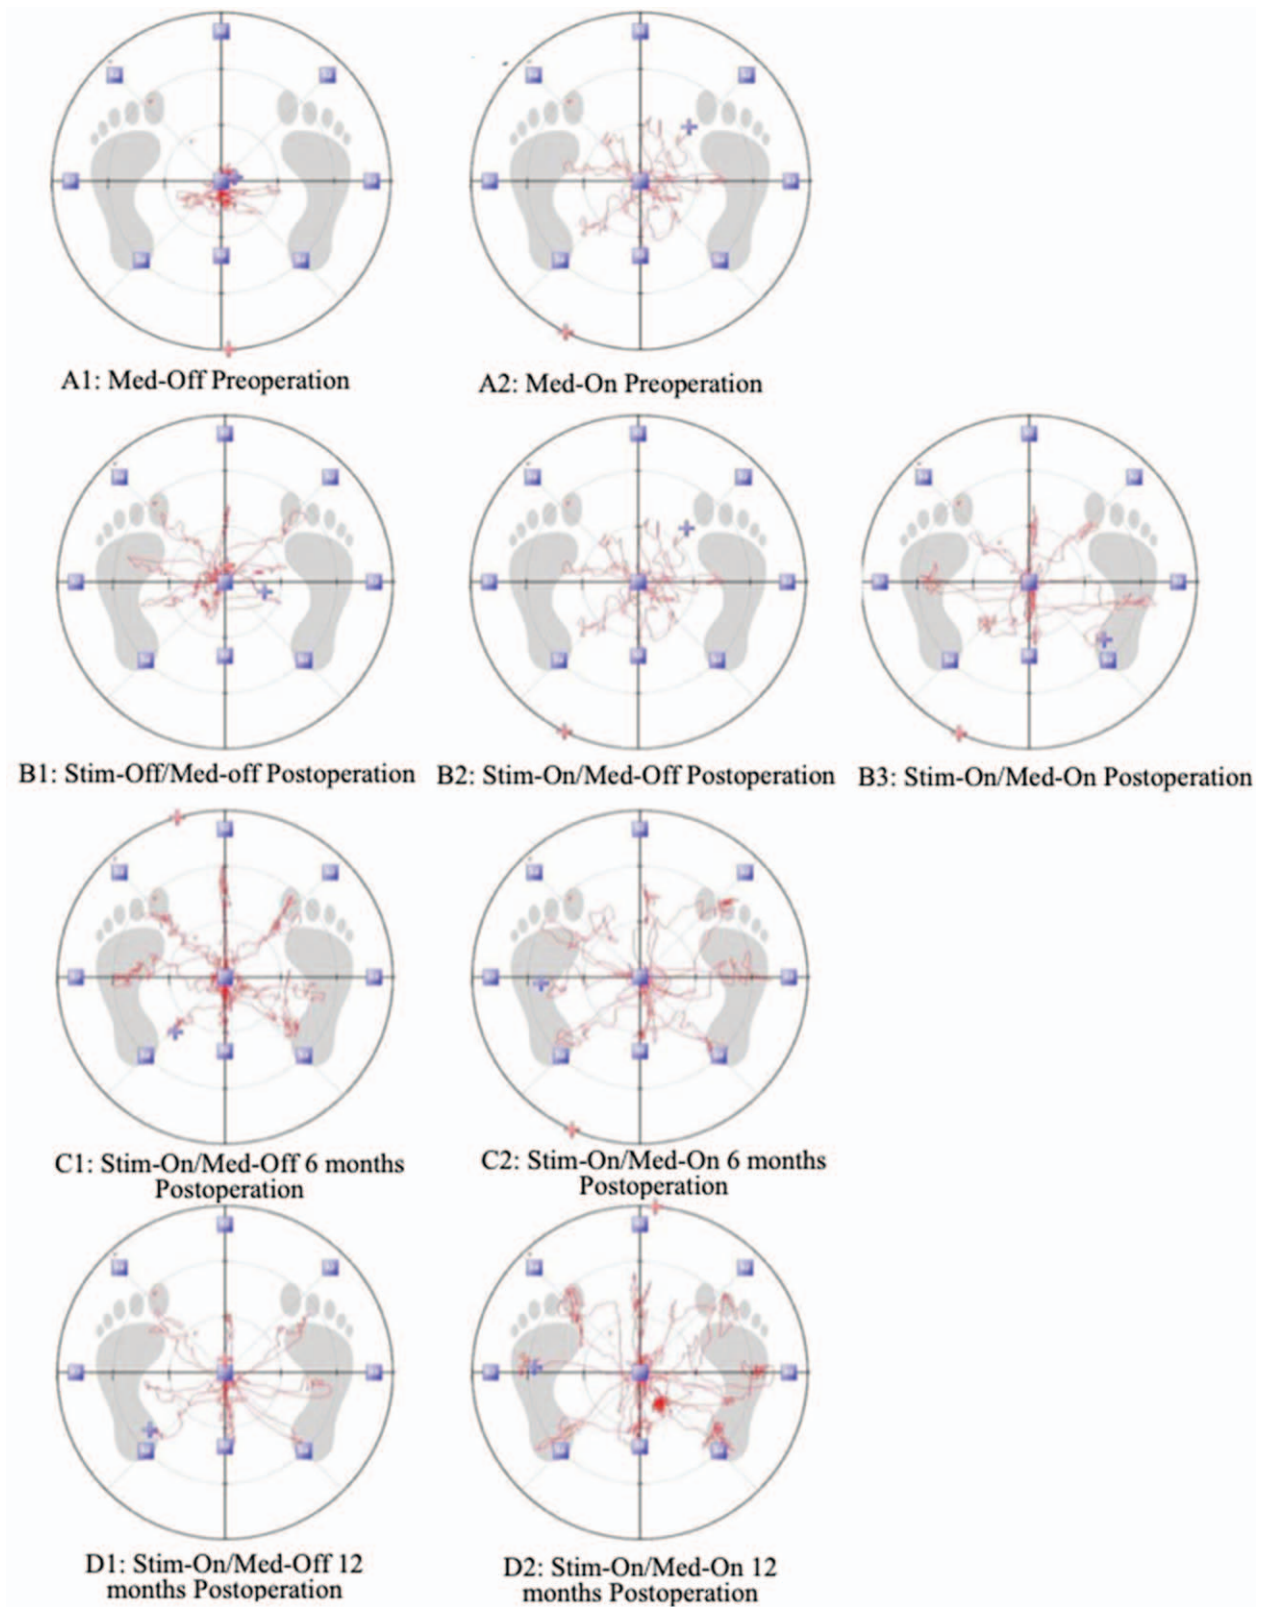 A1: Med-Off Preoperation
A2: Med-On Preoperation
B1: Stim-Off/Med-off Postoperation
B2: Stim-On/Med-Off Postoperation
B3: Stim-On/Med-On Postoperation
C1: Stim-On/Med-Off 6 months
Postoperation
C2: Stim-On/Med-On 6 months
Postoperation
D1: Stim-On/Med-Off 12
months Postoperation
D2: Stim-On/Med-On 12
months Postoperation